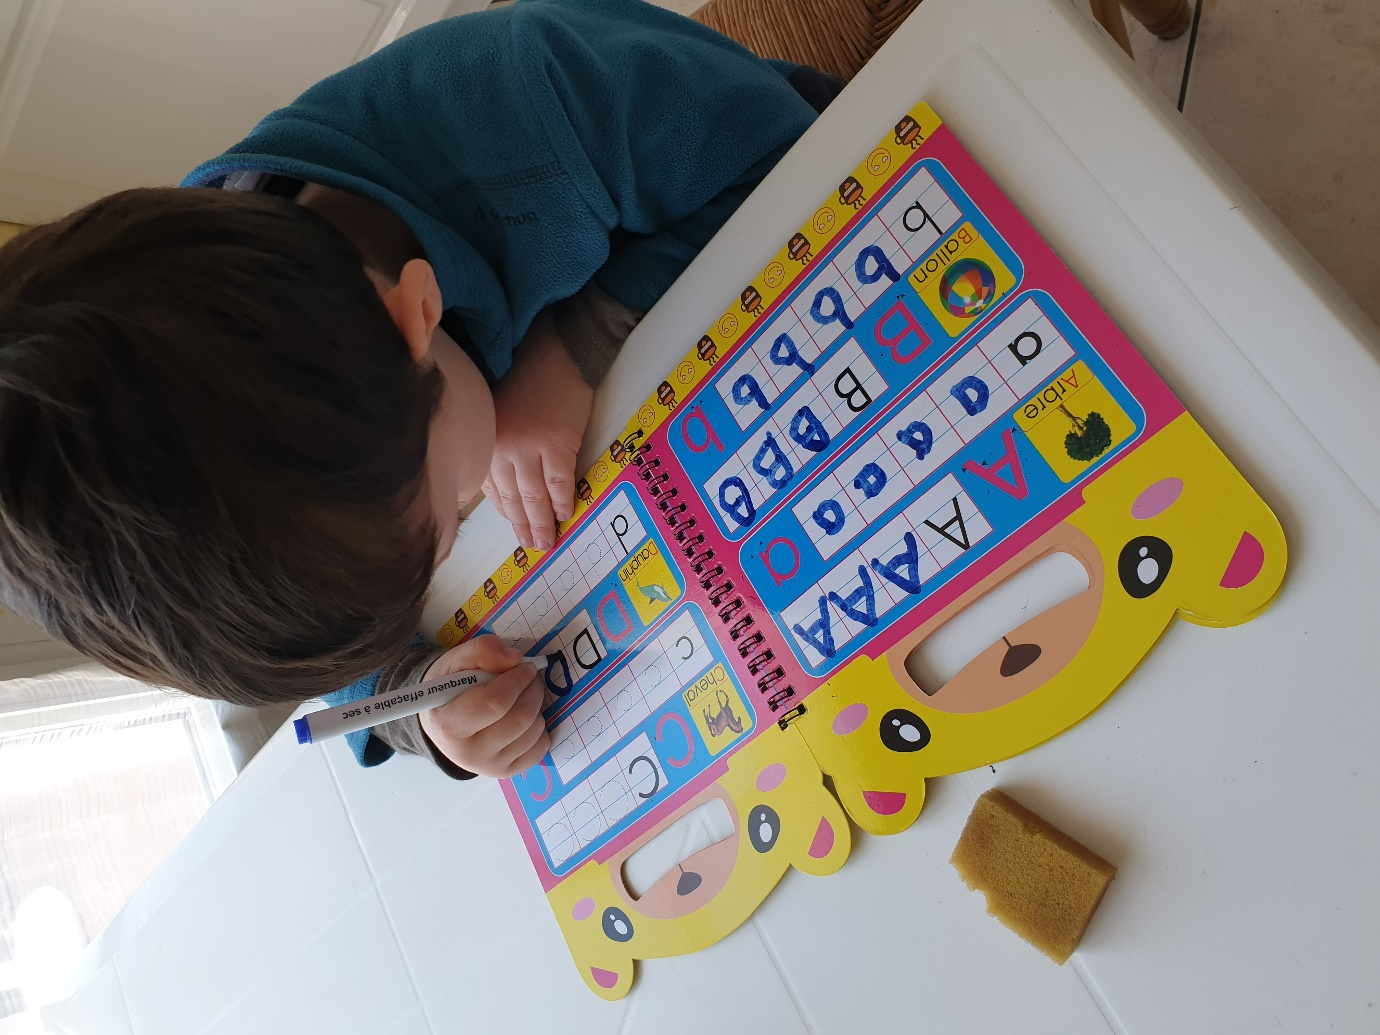 Arbre
A
A A A A
a a a a a
a
Ballon
B
B B B B
b b b b b
b
Cheval
C
C C C C
c c c c c
C
Dauphin
D
D D
d d d d d
Marqueur effaçable à sec